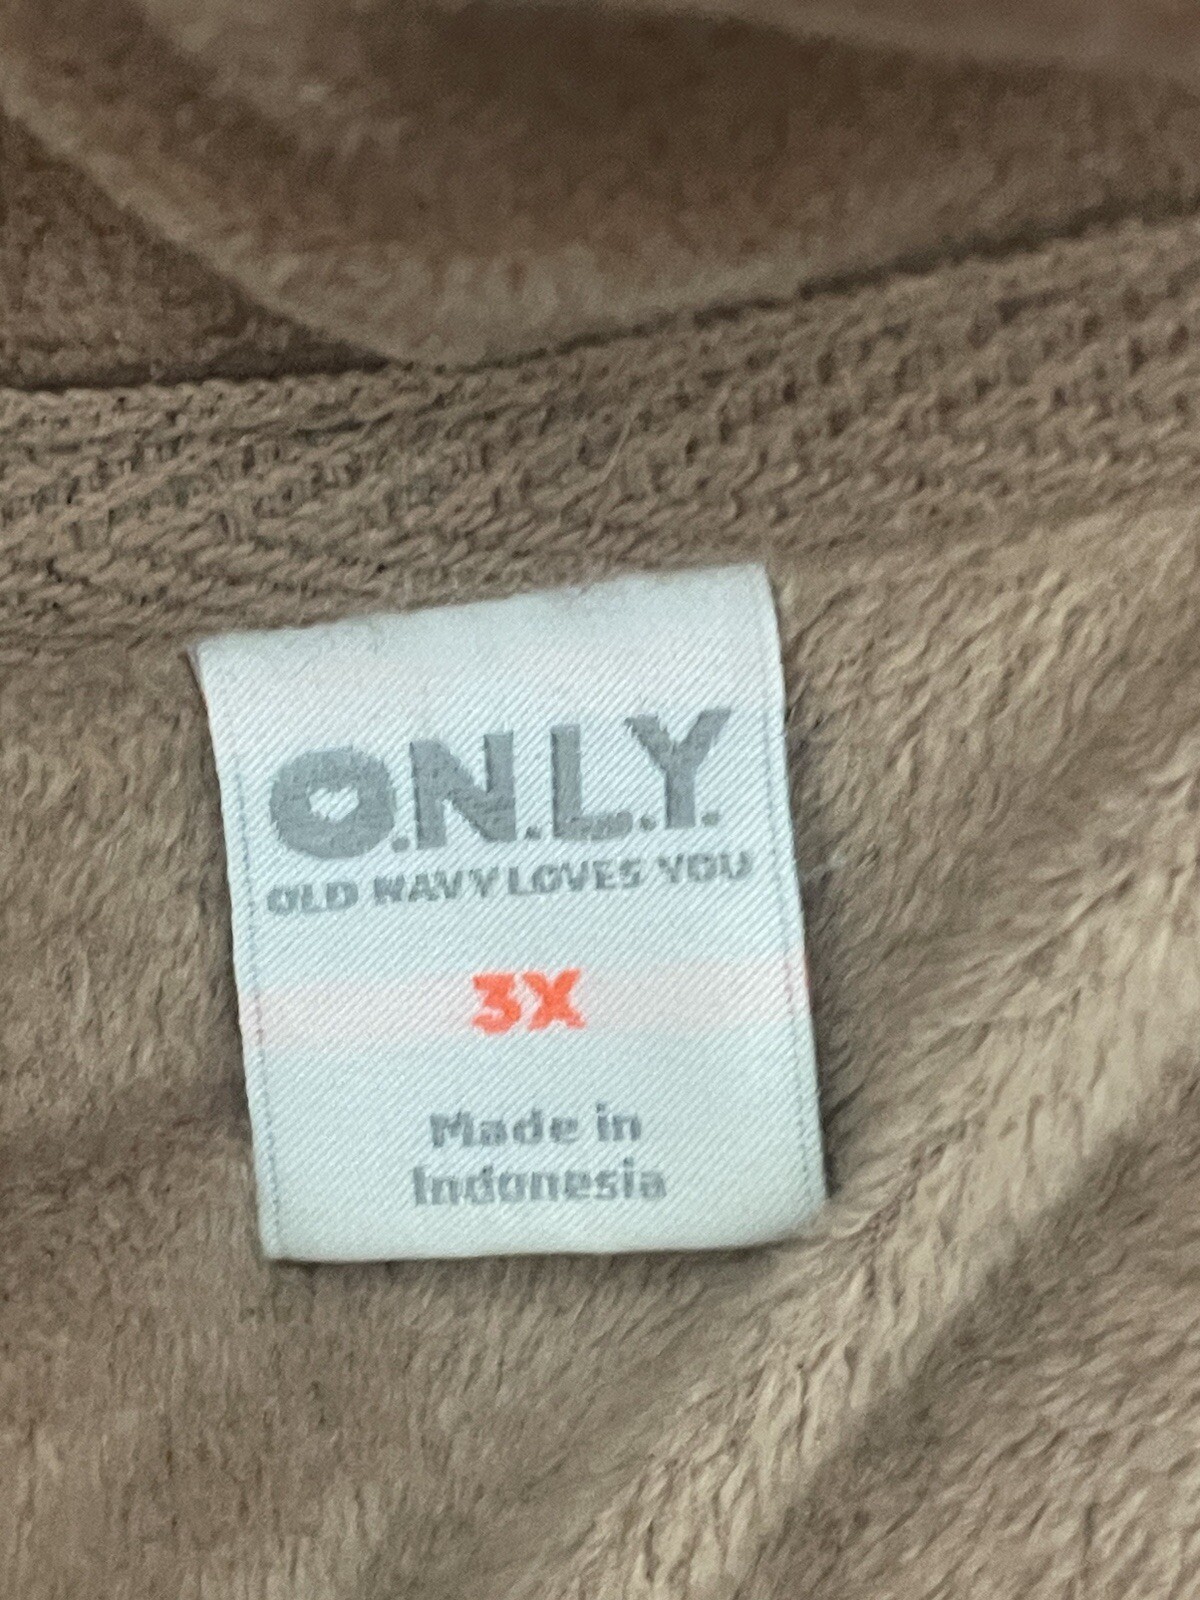 O.N.L.Y.
OLD NAVY LOVES YOU
3X
Made in
Indonesia